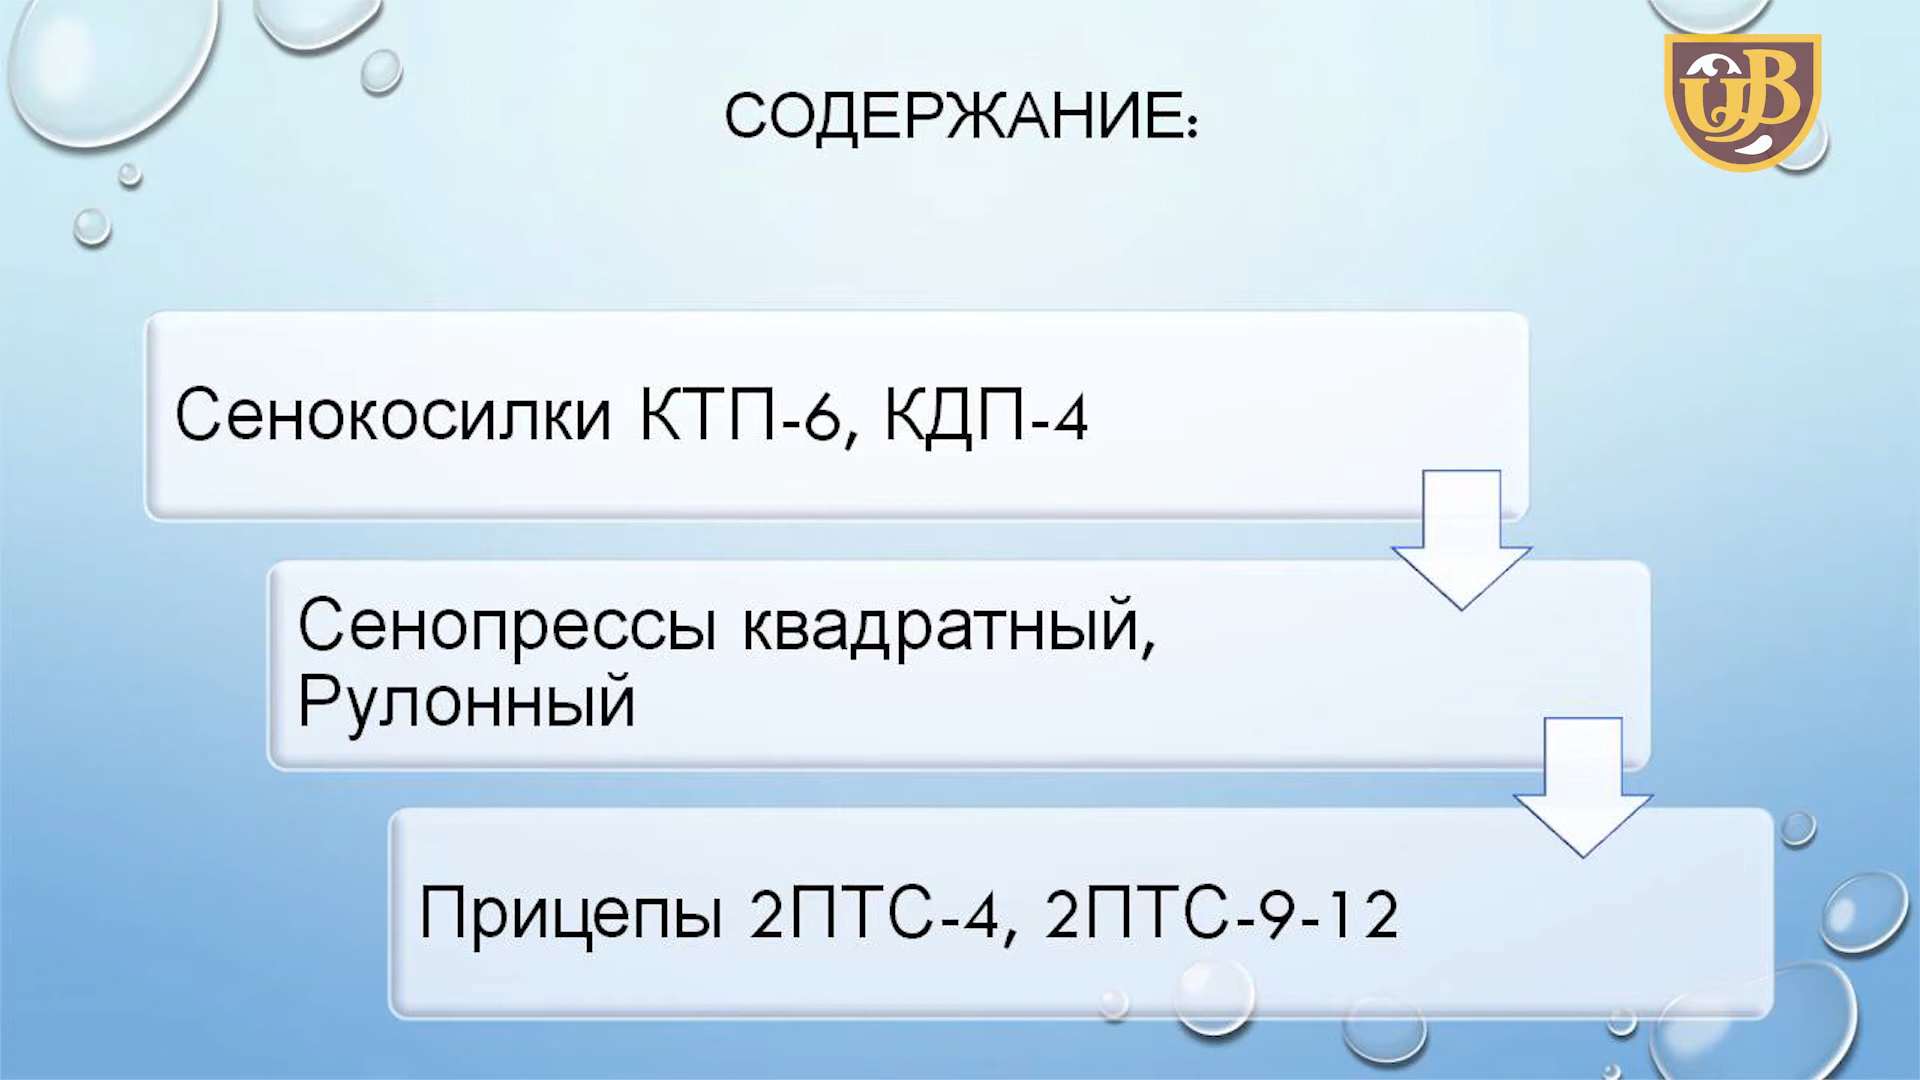 СОДЕРЖАНИЕ:
Сенокосилки КТП-6, КДП-4
Сенопрессы квадратный,
Рулонный
Прицепы 2ПТС-4, 2ПТС-9-12